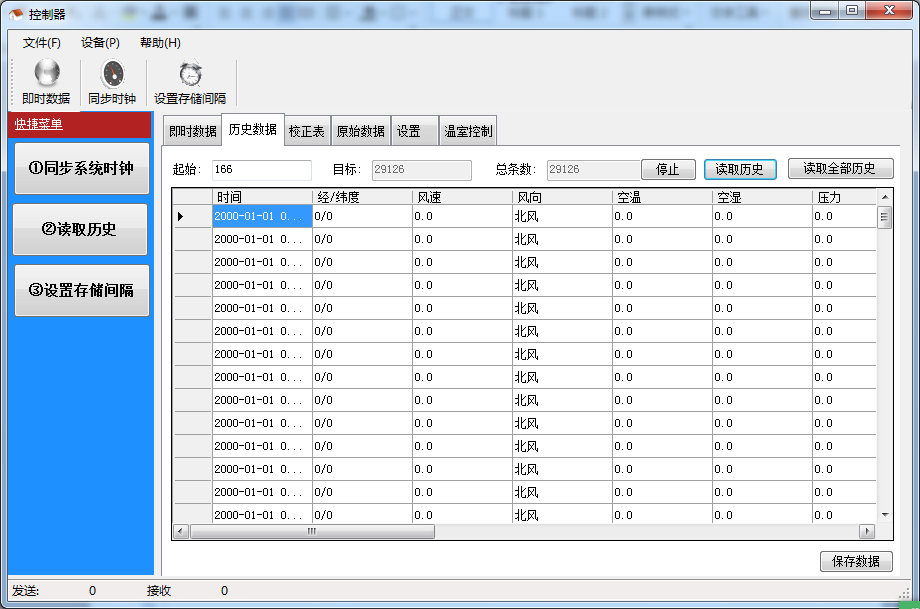 控制器
文件(F) 设备(P) 帮助(H)
即时数据 同步时钟 设置存储间隔
快捷菜单
①同步系统时钟
②读取历史
③设置存储间隔
即时数据 历史数据 校正表 原始数据 设置 温室控制
起始: 166 目标: 29126 总条数: 29126 停止 读取历史 读取全部历史
时间 经/纬度 风速 风向 空温 空湿 压力
2000-01-01 0... 0/0 0.0 北风 0.0 0.0 0.0
2000-01-01 0... 0/0 0.0 北风 0.0 0.0 0.0
2000-01-01 0... 0/0 0.0 北风 0.0 0.0 0.0
2000-01-01 0... 0/0 0.0 北风 0.0 0.0 0.0
2000-01-01 0... 0/0 0.0 北风 0.0 0.0 0.0
2000-01-01 0... 0/0 0.0 北风 0.0 0.0 0.0
2000-01-01 0... 0/0 0.0 北风 0.0 0.0 0.0
2000-01-01 0... 0/0 0.0 北风 0.0 0.0 0.0
2000-01-01 0... 0/0 0.0 北风 0.0 0.0 0.0
2000-01-01 0... 0/0 0.0 北风 0.0 0.0 0.0
2000-01-01 0... 0/0 0.0 北风 0.0 0.0 0.0
2000-01-01 0... 0/0 0.0 北风 0.0 0.0 0.0
2000-01-01 0... 0/0 0.0 北风 0.0 0.0 0.0
2000-01-01 0... 0/0 0.0 北风 0.0 0.0 0.0
保存数据
发送: 0 接收 0